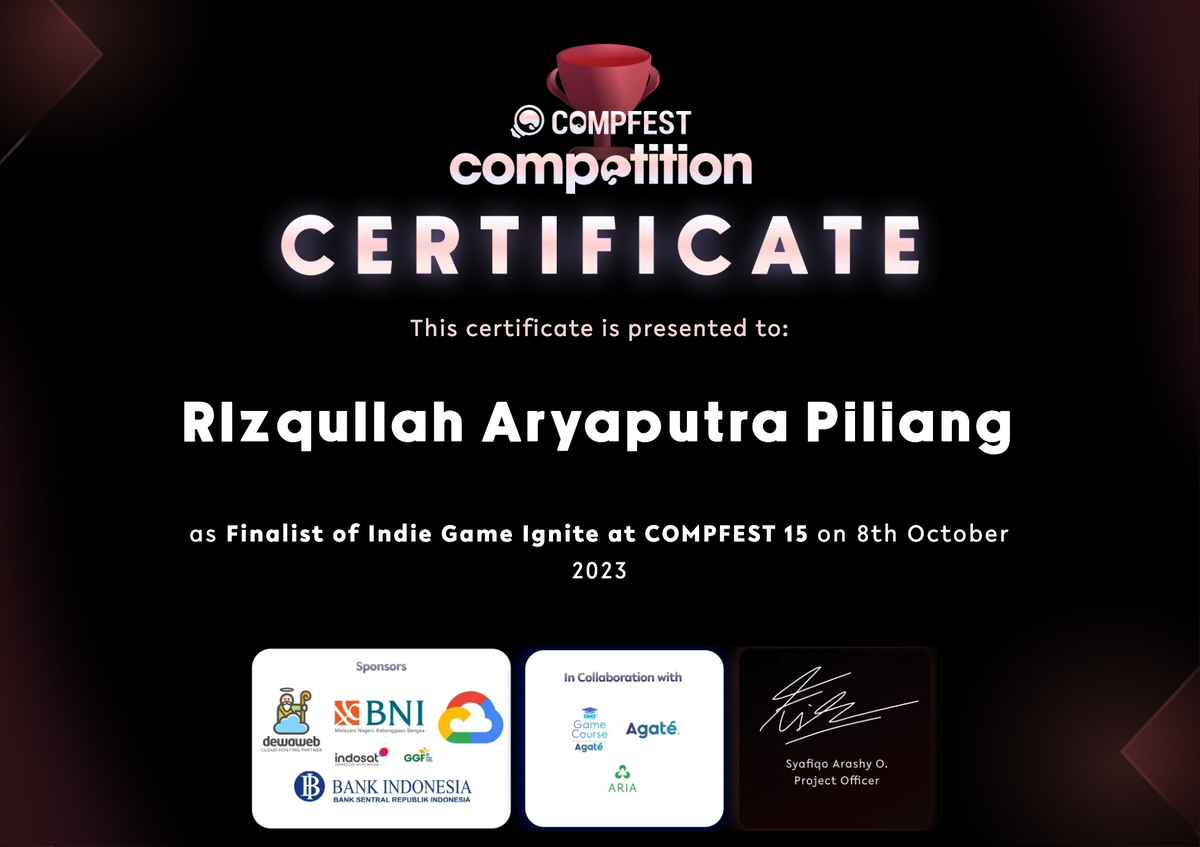 COMPFEST
competition
CERTIFICATE
This certificate is presented to:
RIzqullah Aryaputra Piliang
as Finalist of Indie Game Ignite at COMPFEST 15 on 8th October
2023
Sponsors
dewaweb
CLOUD HOSTING PARTNER
BNI
Melayani Negeri, Kebanggaan Bangsa
indosat
OOREDOO HUTCHISON
GGF
BANK INDONESIA
BANK SENTRAL REPUBLIK INDONESIA
In Collaboration with
Game
Course
Agaté.
Agaté.
ARIA
Syafiqo Arashy O.
Project Officer